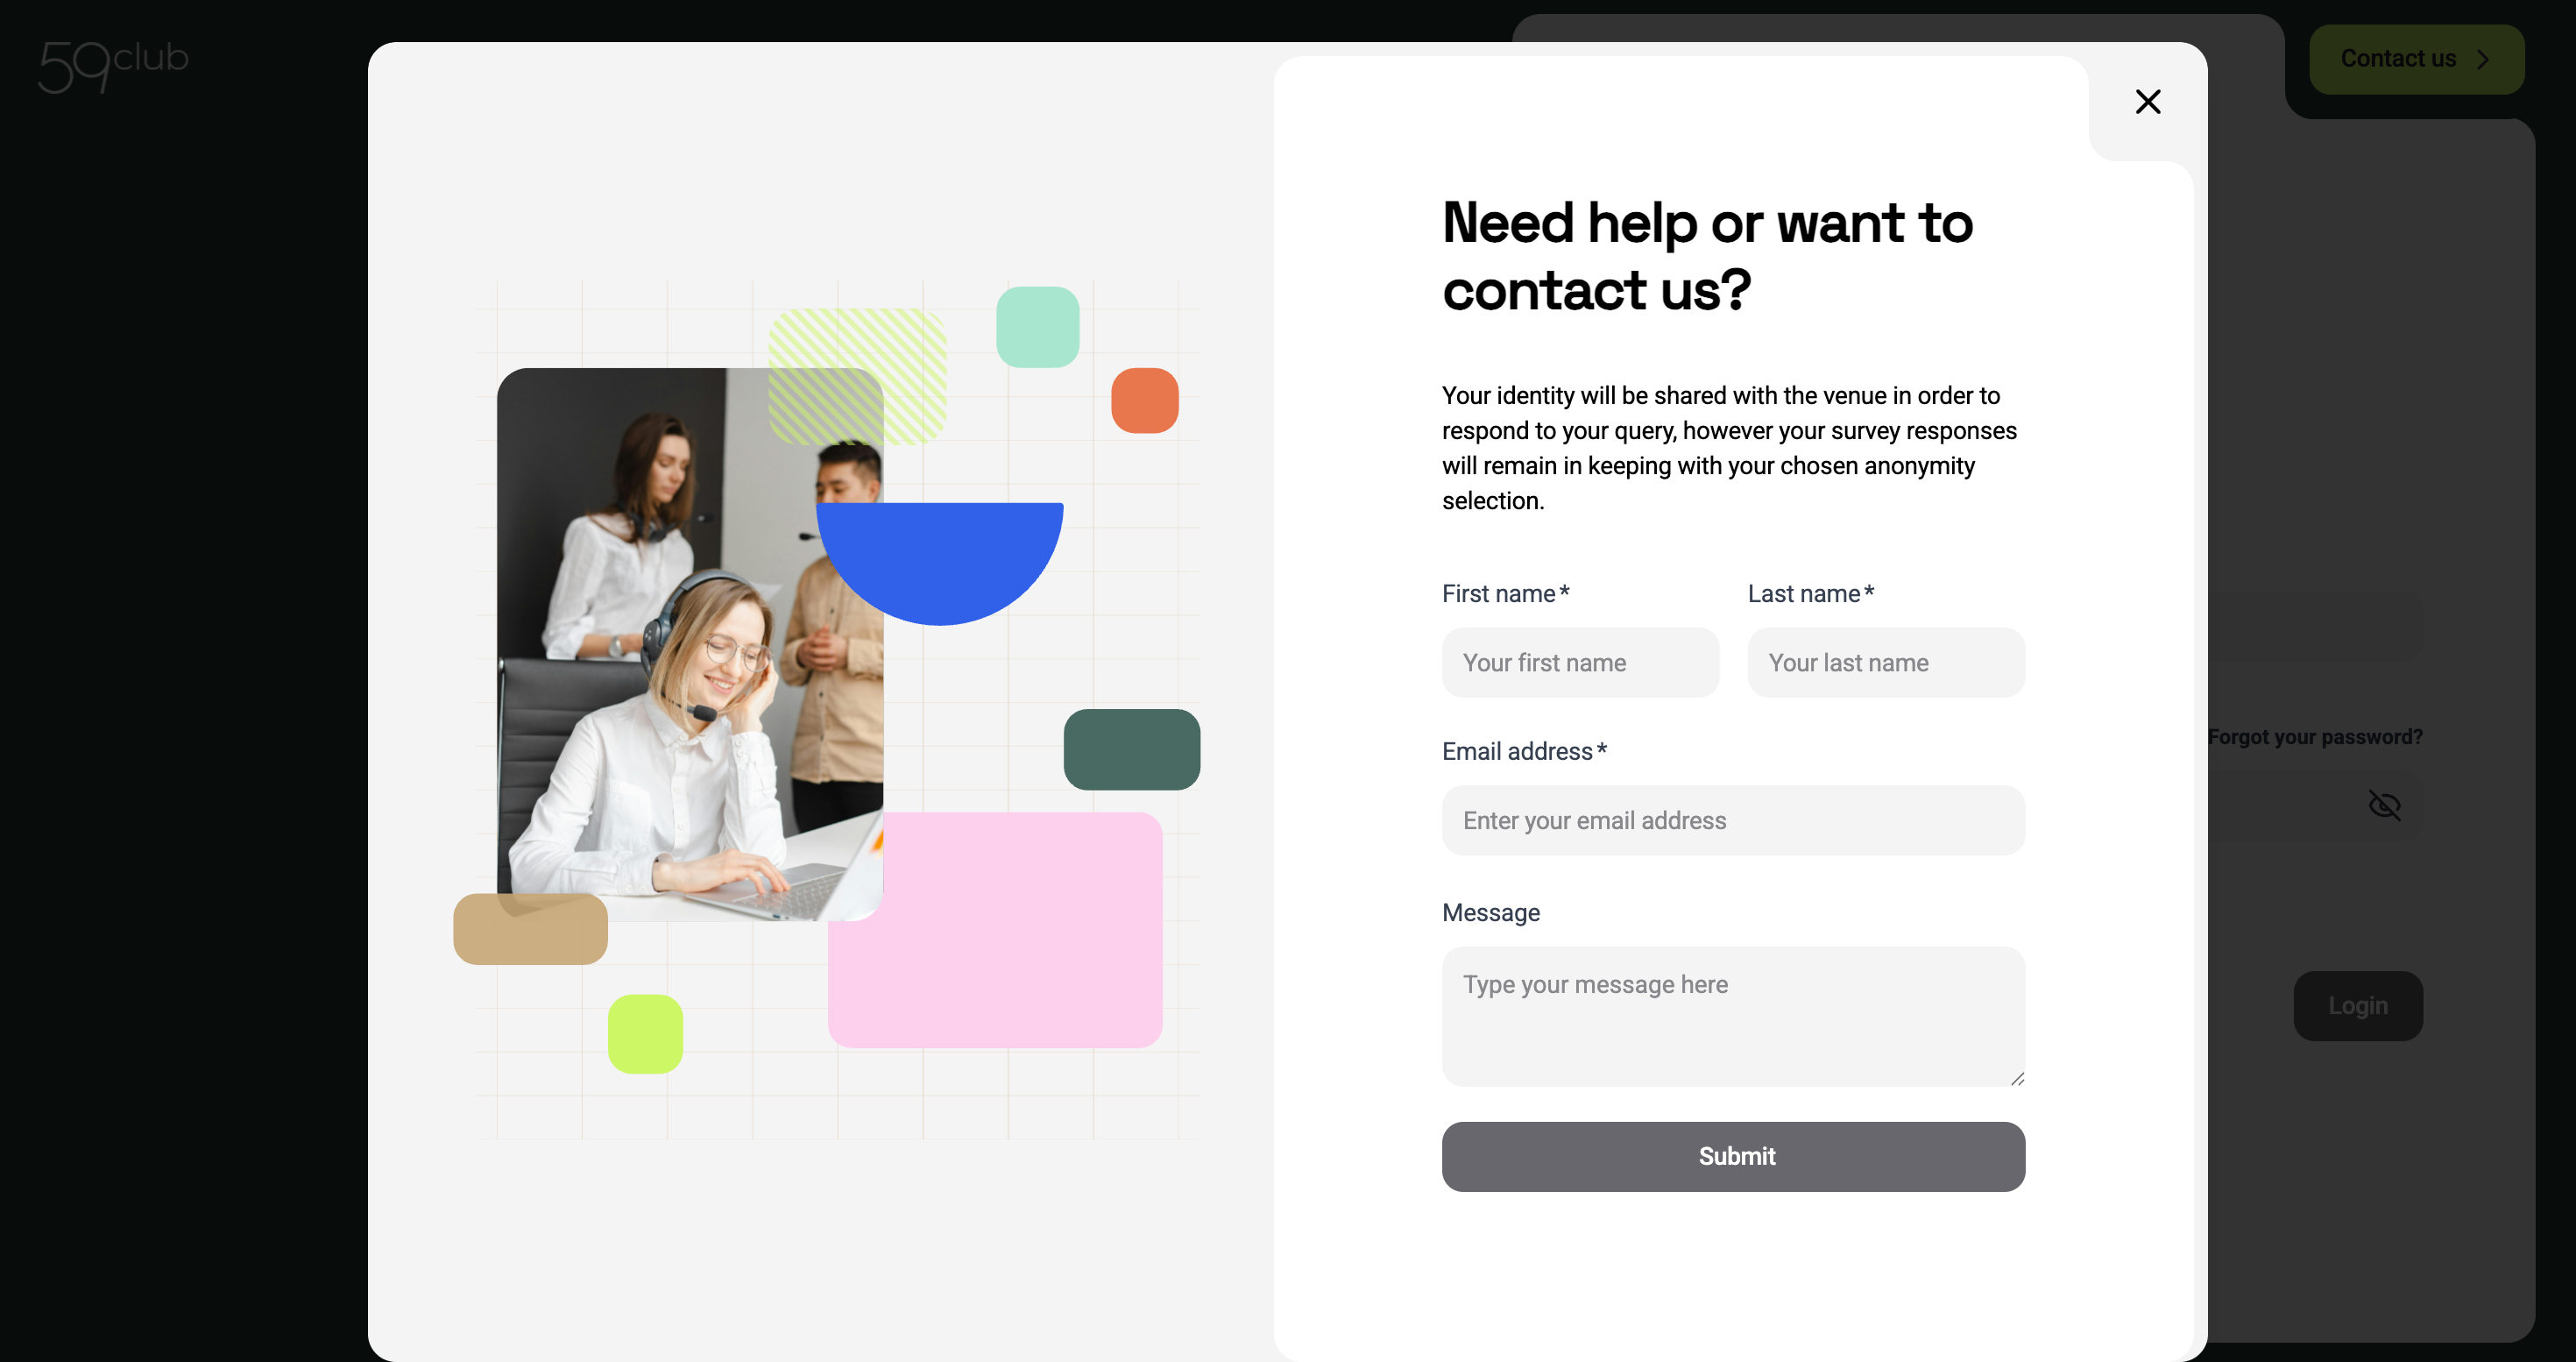 59club
Contact us
Need help or want to
contact us?
Your identity will be shared with the venue in order to
respond to your query, however your survey responses
will remain in keeping with your chosen anonymity
selection.
First name* Last name*
Your first name Your last name
Email address*
Enter your email address
Message
Type your message here
Submit
Forgot your password?
Login